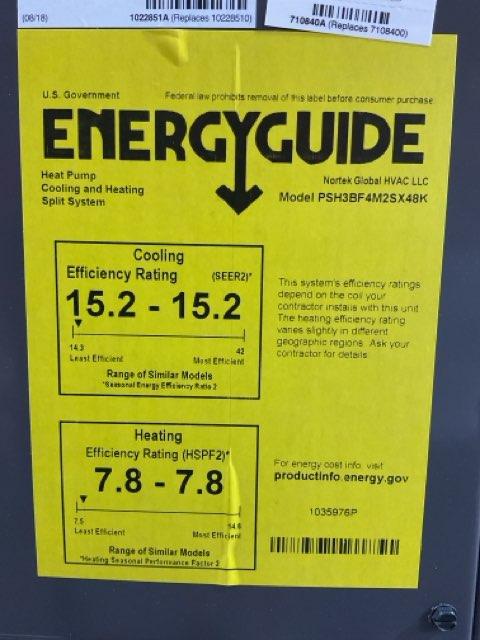 (08/18)
1022851A (Replaces 10228510)
710840A (Replaces 7108400)
U.S. Government
Federal law prohibits removal of this label before consumer purchase
ENERGYGUIDE
Heat Pump
Cooling and Heating
Split System
Nortek Global HVAC LLC
Model PSH3BF4M2SX48K
Cooling
Efficiency Rating (SEER2)*
15.2 - 15.2
14.3 42
Least Efficient Most Efficient
Range of Similar Models
*Seasonal Energy Efficiency Ratio 2
This system's efficiency ratings
depend on the coil your
contractor installs with this unit.
The heating efficiency rating
varies slightly in different
geographic regions. Ask your
contractor for details.
Heating
Efficiency Rating (HSPF2)*
7.8 - 7.8
7.5 14.6
Least Efficient Most Efficient
Range of Similar Models
*Heating Seasonal Performance Factor 2
For energy cost info, visit
productinfo.energy.gov
1035976P